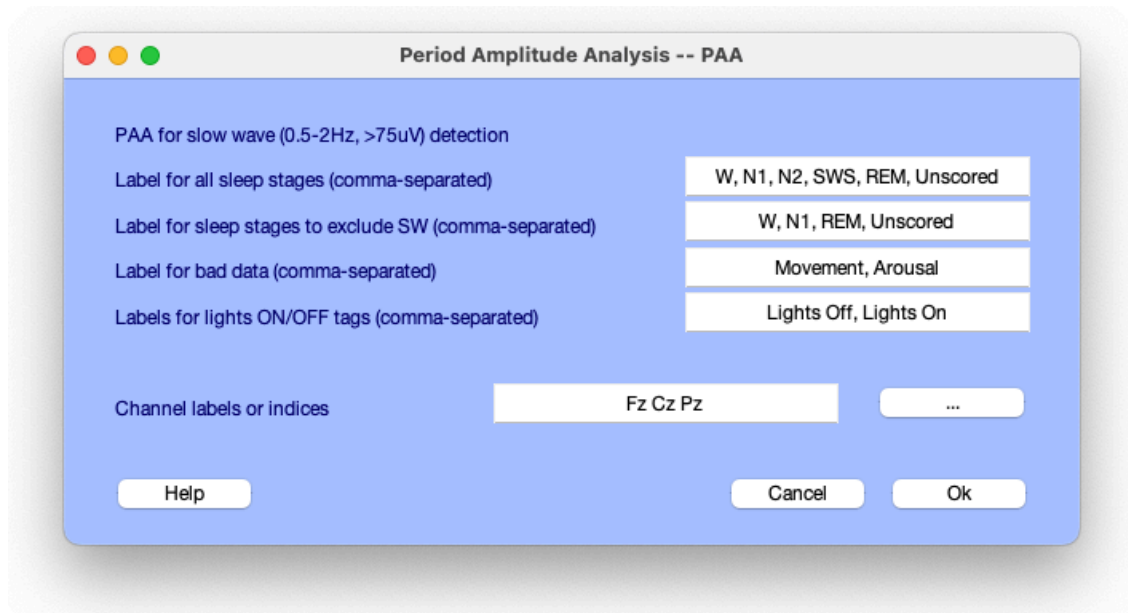 Period Amplitude Analysis -- PAA
PAA for slow wave (0.5-2Hz, >75uV) detection
Label for all sleep stages (comma-separated) W, N1, N2, SWS, REM, Unscored
Label for sleep stages to exclude SW (comma-separated) W, N1, REM, Unscored
Label for bad data (comma-separated) Movement, Arousal
Labels for lights ON/OFF tags (comma-separated) Lights Off, Lights On
Channel labels or indices Fz Cz Pz ...
Help Cancel Ok